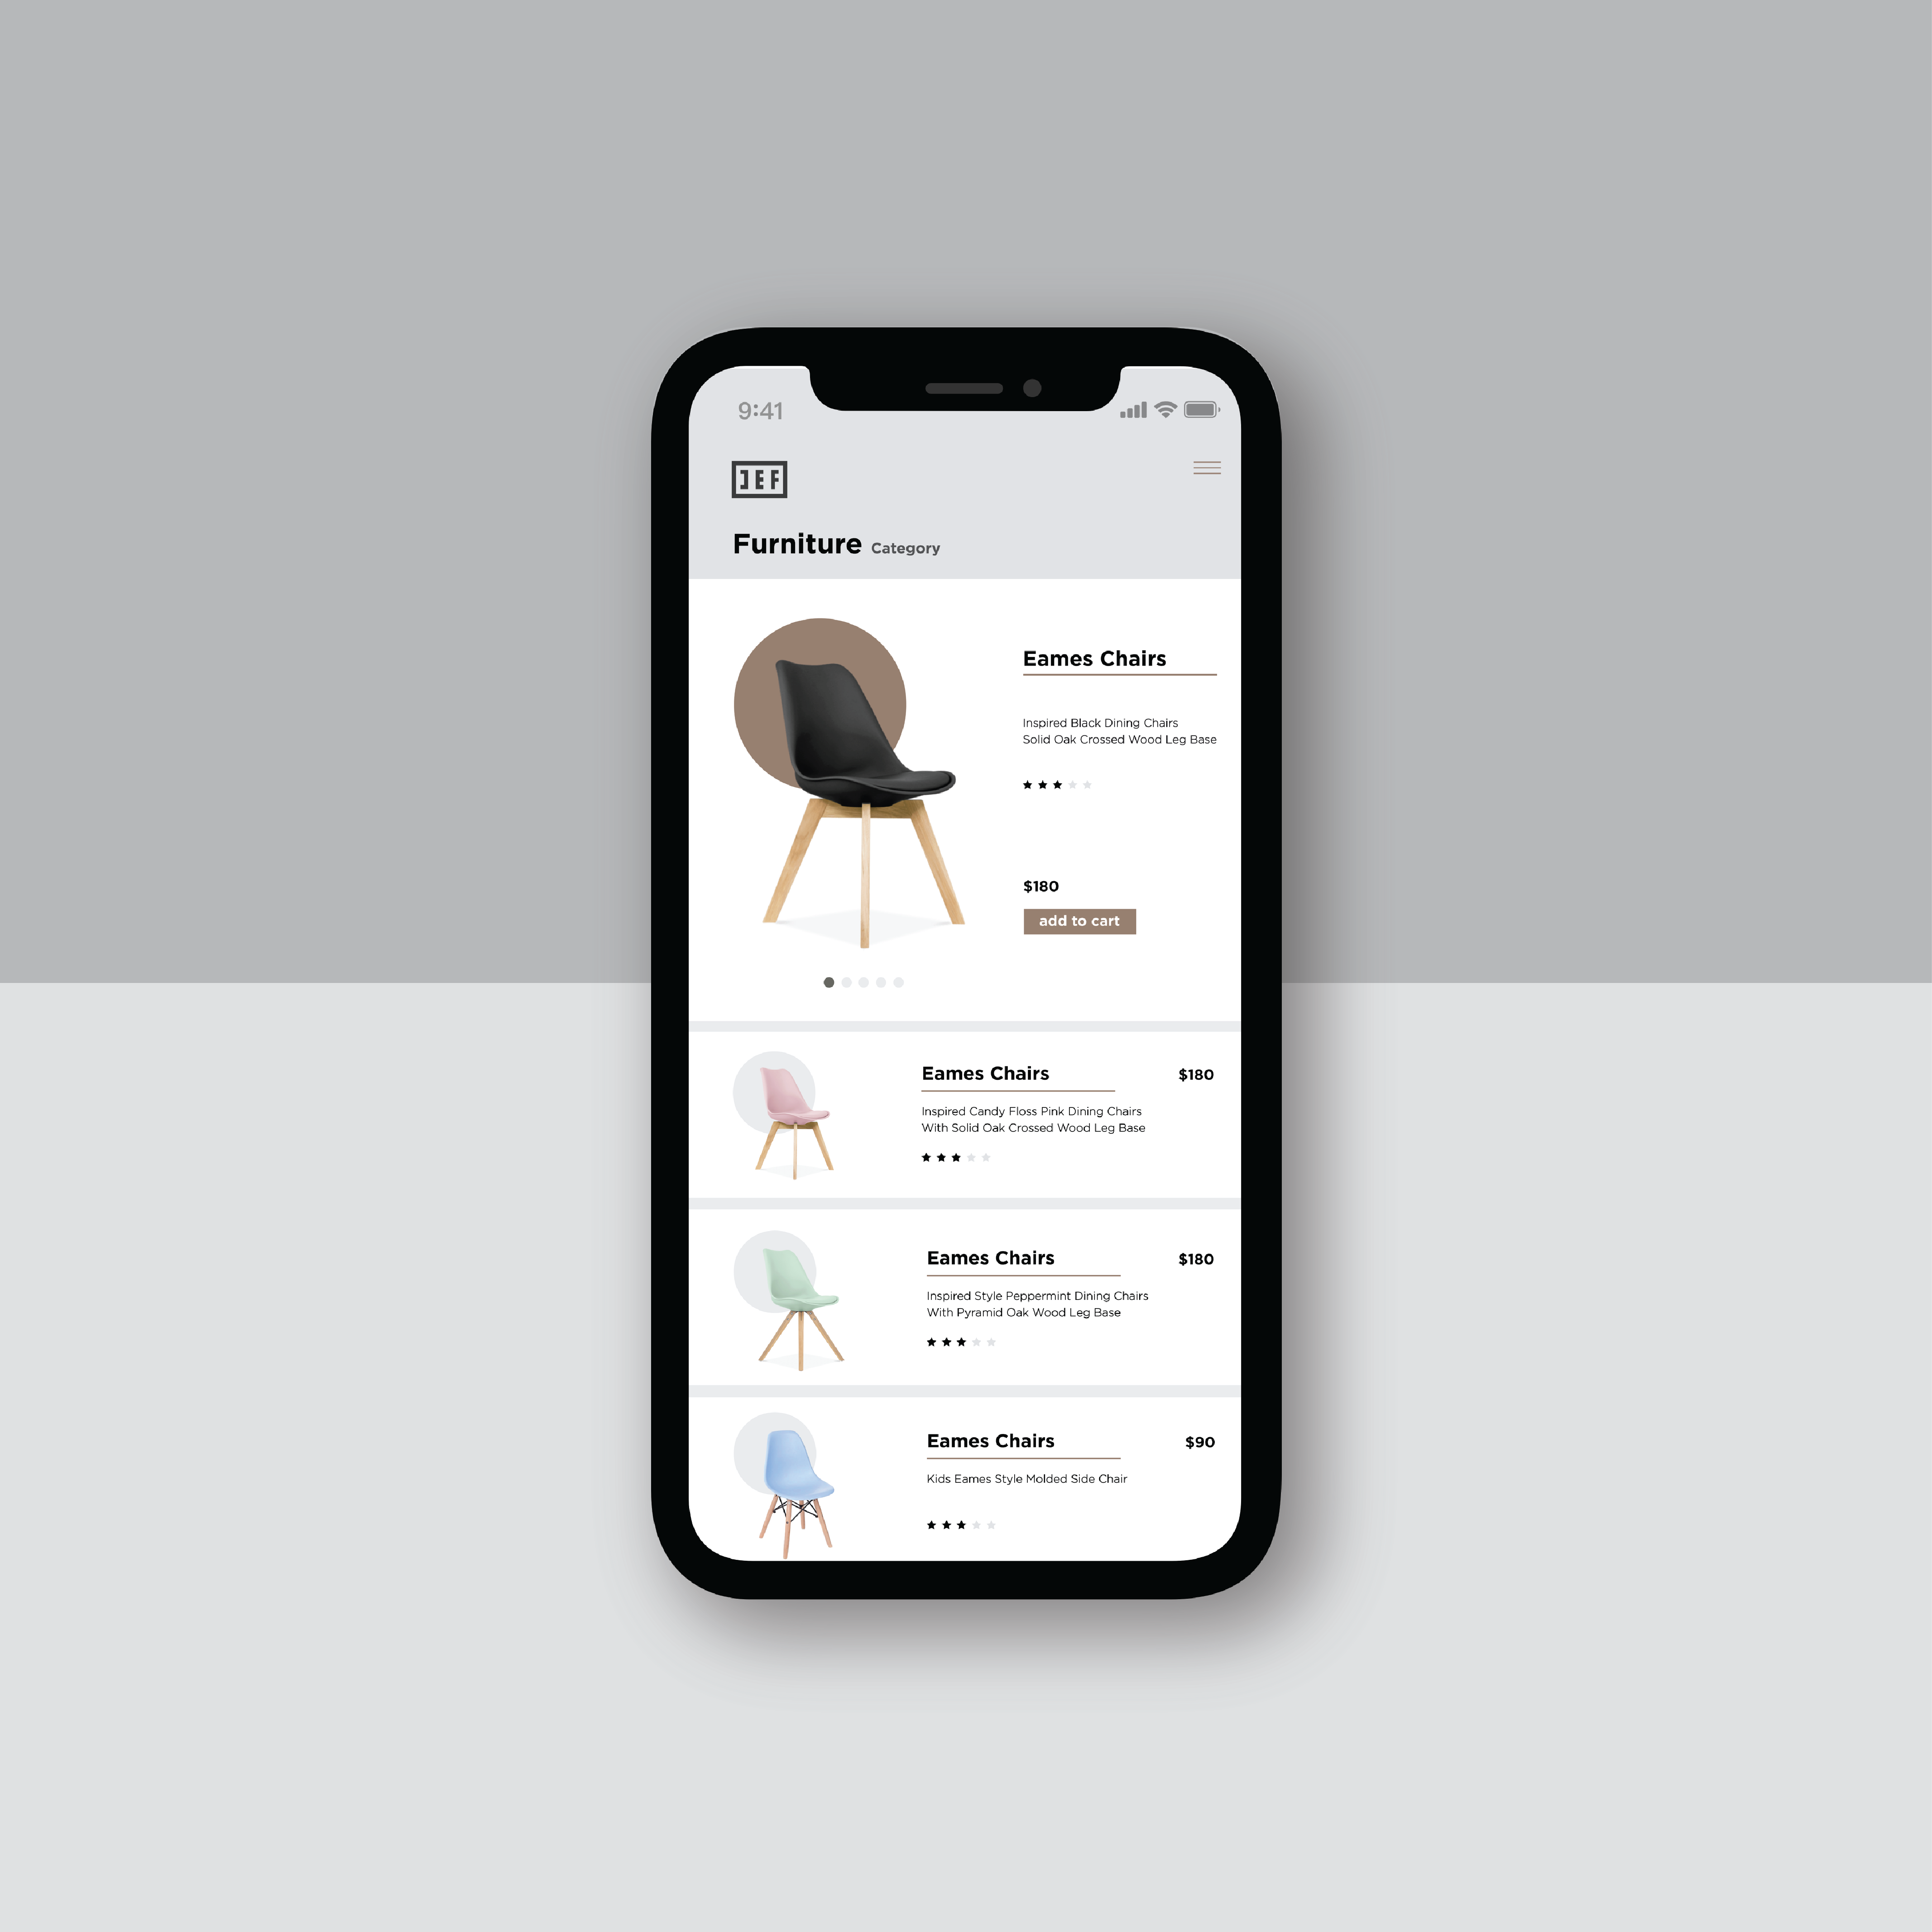 9:41
JEF
Furniture Category
Eames Chairs
Inspired Black Dining Chairs
Solid Oak Crossed Wood Leg Base
$180
add to cart
Eames Chairs $180
Inspired Candy Floss Pink Dining Chairs
With Solid Oak Crossed Wood Leg Base
Eames Chairs $180
Inspired Style Peppermint Dining Chairs
With Pyramid Oak Wood Leg Base
Eames Chairs $90
Kids Eames Style Molded Side Chair